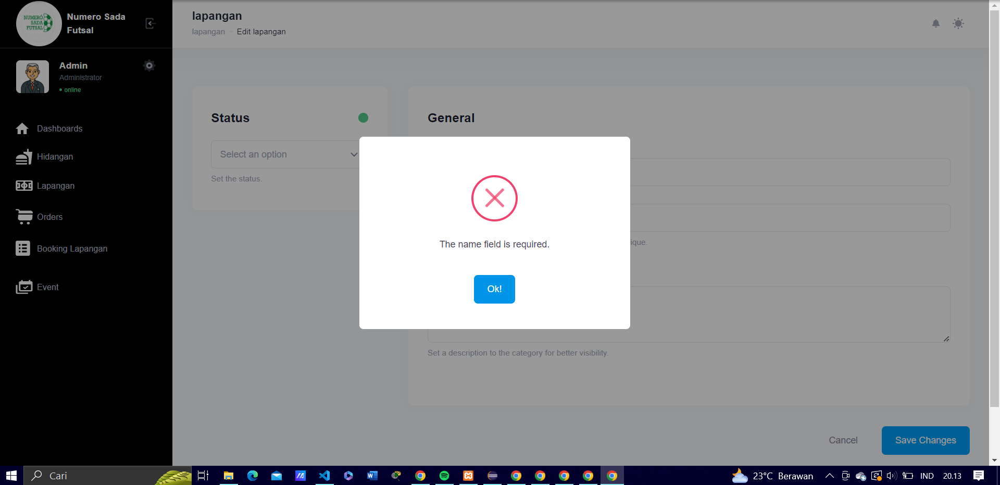 NUMERO
SADA
FUTSAL
Numero Sada
Futsal
Admin
Administrator
online
Dashboards
Hidangan
Lapangan
Orders
Booking Lapangan
Event
lapangan
lapangan - Edit lapangan
Status
Select an option
Set the status.
General
ique.
Set a description to the category for better visibility.
The name field is required.
Ok!
Cancel
Save Changes
Cari
23°C Berawan
IND
20.13